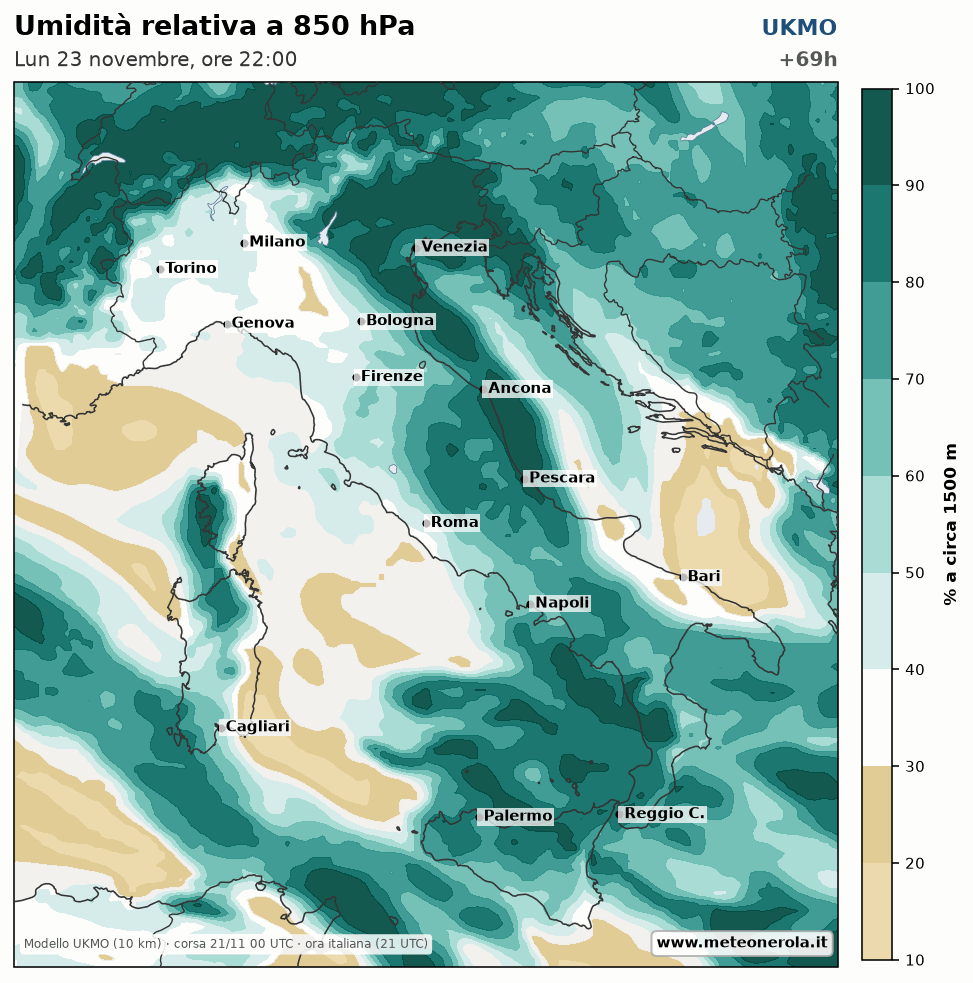 Umidità relativa a 850 hPa
UKMO
Lun 23 novembre, ore 22:00
+69h
Milano
Venezia
Torino
Genova
Bologna
Firenze
Ancona
Pescara
Roma
Bari
Napoli
Cagliari
Palermo
Reggio C.
100
90
80
70
60
50
40
30
20
10
% a circa 1500 m
Modello UKMO (10 km) · corsa 21/11 00 UTC · ora italiana (21 UTC)
www.meteonerola.it